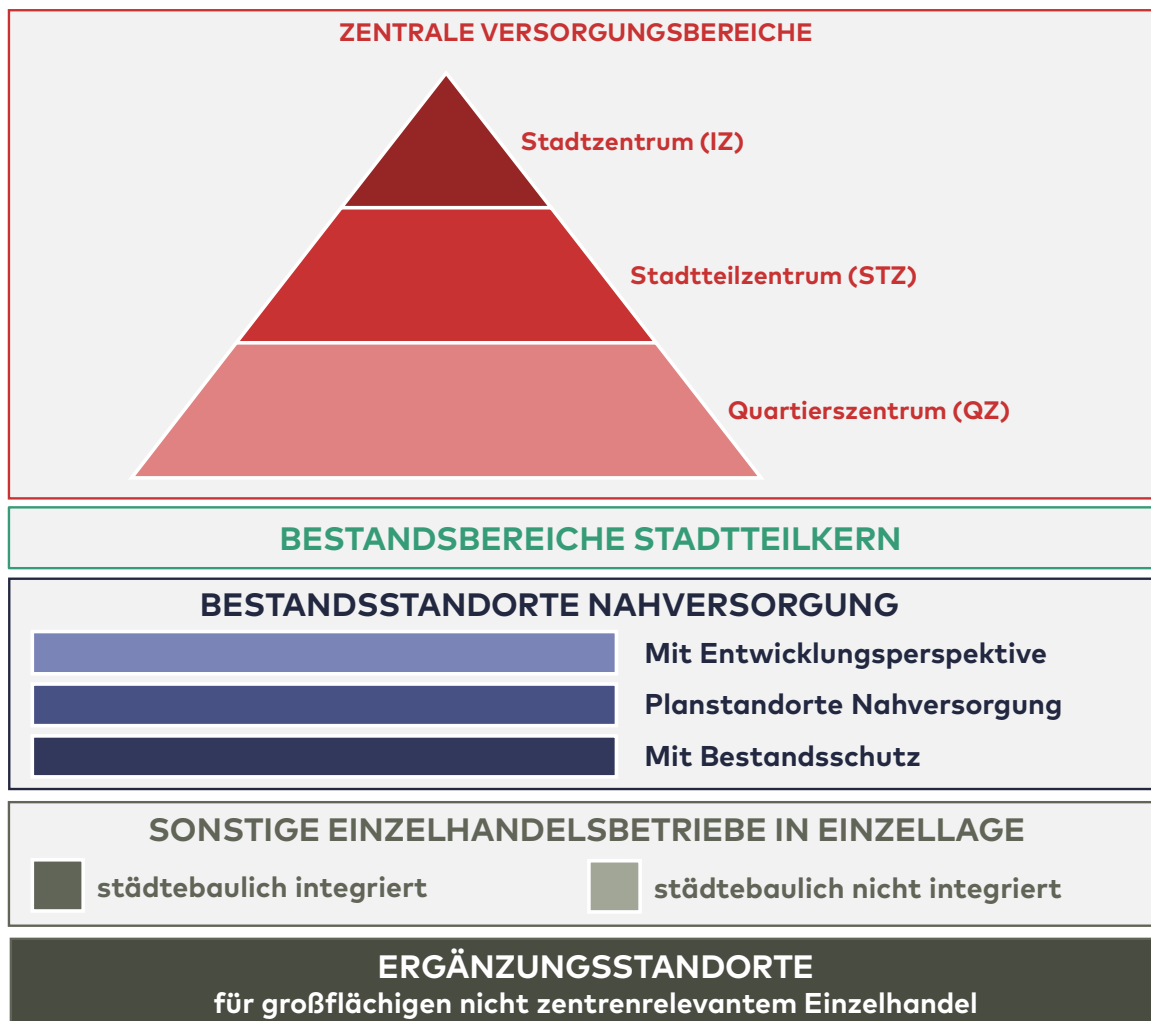 ZENTRALE VERSORGUNGSBEREICHE
Stadtzentrum (IZ)
Stadtteilzentrum (STZ)
Quartierszentrum (QZ)
BESTANDSBEREICHE STADTTEILKERN
BESTANDSSTANDORTE NAHVERSORGUNG
Mit Entwicklungsperspektive
Planstandorte Nahversorgung
Mit Bestandsschutz
SONSTIGE EINZELHANDELSBETRIEBE IN EINZELLAGE
städtebaulich integriert
städtebaulich nicht integriert
ERGÄNZUNGSSTANDORTE
für großflächigen nicht zentrenrelevantem Einzelhandel